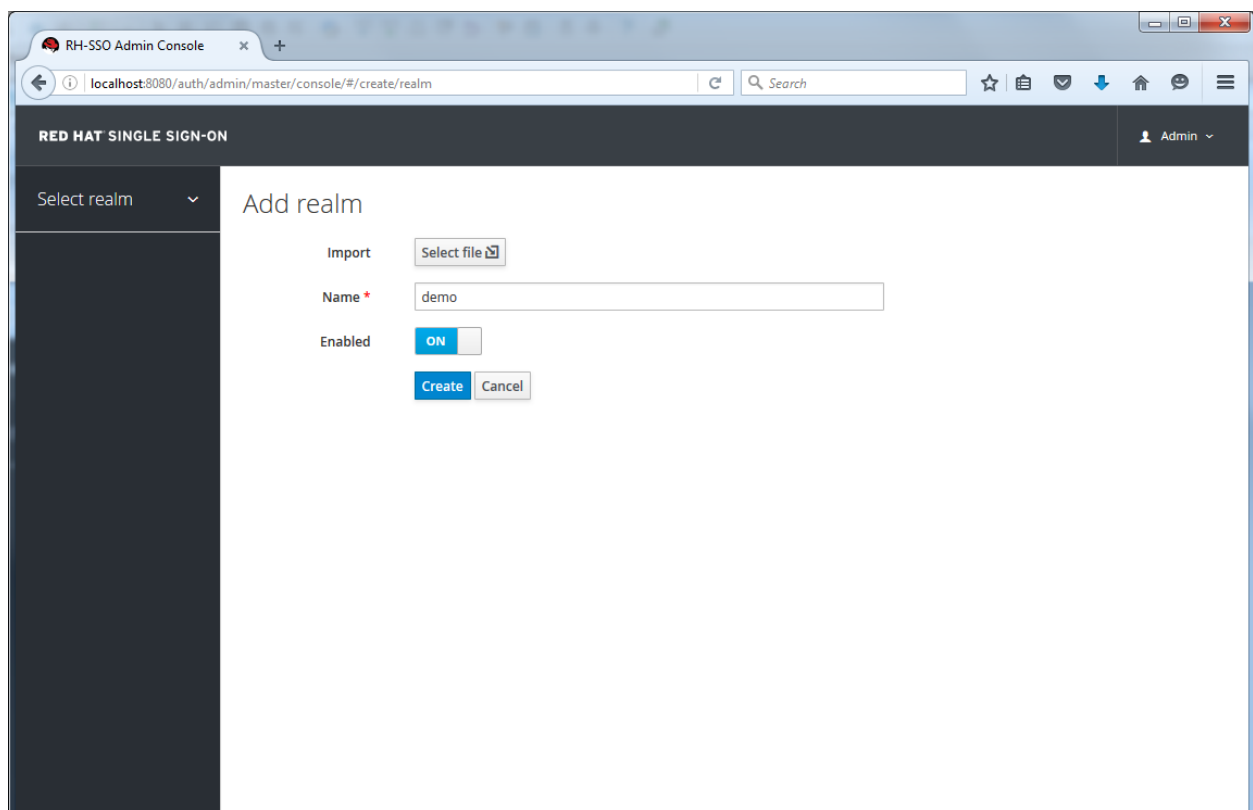 RH-SSO Admin Console
localhost:8080/auth/admin/master/console/#/create/realm
Search
RED HAT SINGLE SIGN-ON
Admin
Select realm
Add realm
Import Select file
Name * demo
Enabled ON
Create Cancel